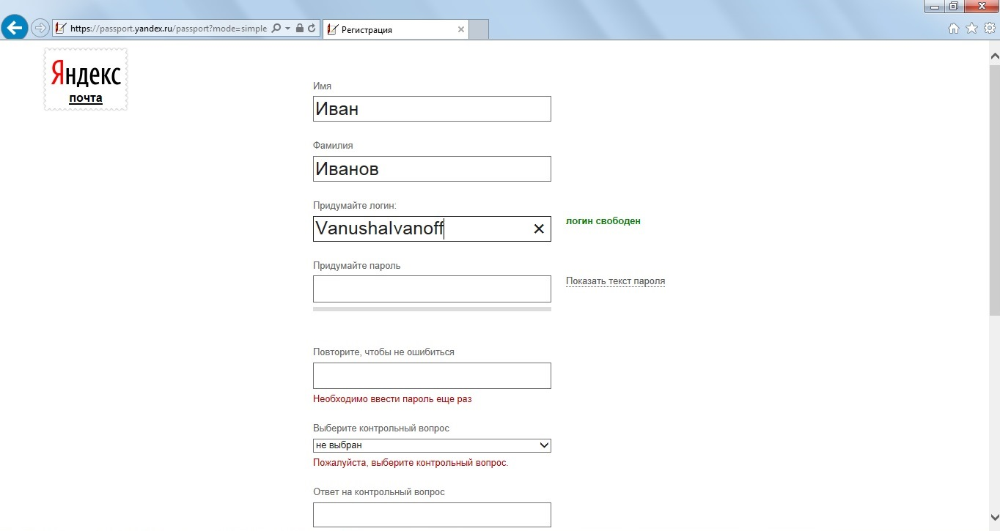 https://passport.yandex.ru/passport?mode=simple
Регистрация
Яндекс
почта
Имя
Иван
Фамилия
Иванов
Придумайте логин:
VanushaIvanoff
логин свободен
Придумайте пароль
Показать текст пароля
Повторите, чтобы не ошибиться
Необходимо ввести пароль еще раз
Выберите контрольный вопрос
не выбран
Пожалуйста, выберите контрольный вопрос.
Ответ на контрольный вопрос